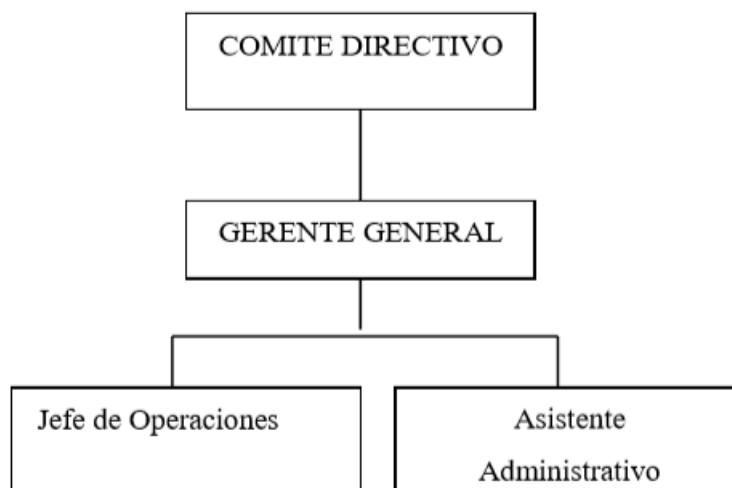 COMITE DIRECTIVO
GERENTE GENERAL
Jefe de Operaciones
Asistente
Administrativo